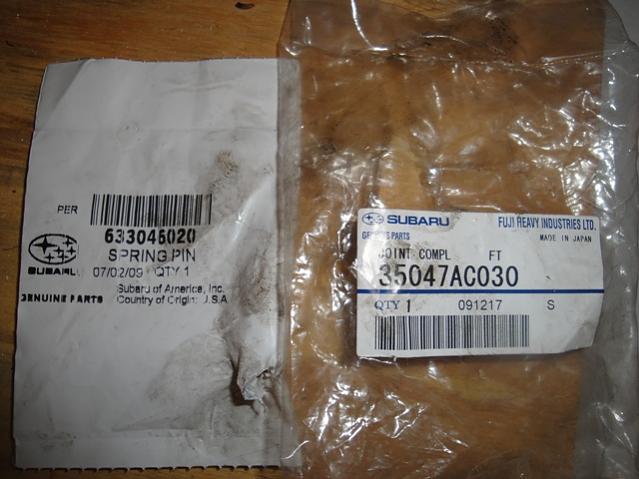 PER
633046020
SPRING PIN
SUBARU
07/02/09 QTY 1
Subaru of America, Inc.
GENUINE PARTS
Country of Origin: U.S.A
SUBARU
FUJI HEAVY INDUSTRIES LTD.
GENUINE PARTS
MADE IN JAPAN
JOINT COMPL FT
35047AC030
QTY 1 091217 S